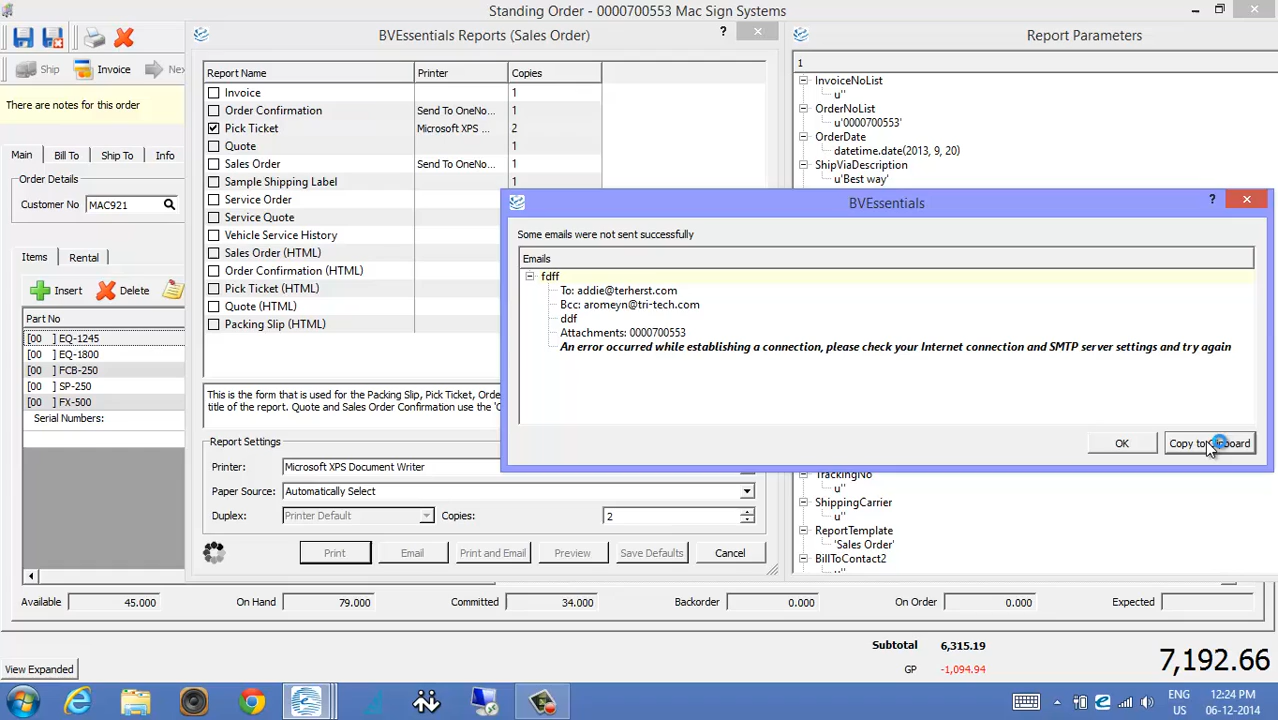 Standing Order - 0000700553 Mac Sign Systems
BVEssentials Reports (Sales Order)
Report Parameters
Ship
Invoice
Nex
There are notes for this order
Main
Bill To
Ship To
Info
Order Details
Customer No
MAC921
Items
Rental
Insert
Delete
Part No
[00 ] EQ-1245
[00 ] EQ-1800
[00 ] FCB-250
[00 ] SP-250
[00 ] FX-500
Serial Numbers:
Report Name Printer Copies
Invoice 1
Order Confirmation Send To OneNo... 1
Pick Ticket Microsoft XPS ... 2
Quote 1
Sales Order Send To OneNo... 1
Sample Shipping Label 1
Service Order
Service Quote
Vehicle Service History
Sales Order (HTML)
Order Confirmation (HTML)
Pick Ticket (HTML)
Quote (HTML)
Packing Slip (HTML)
This is the form that is used for the Packing Slip, Pick Ticket, Orde
title of the report. Quote and Sales Order Confirmation use the 'C
Report Settings
Printer: Microsoft XPS Document Writer
Paper Source: Automatically Select
Duplex: Printer Default Copies: 2
Print
Email
Print and Email
Preview
Save Defaults
Cancel
1
InvoiceNoList
u''
OrderNoList
u'0000700553'
OrderDate
datetime.date(2013, 9, 20)
ShipViaDescription
u'Best way'
BVEssentials
Some emails were not sent successfully
Emails
fdff
To: addie@terherst.com
Bcc: aromeyn@tri-tech.com
ddf
Attachments: 0000700553
An error occurred while establishing a connection, please check your Internet connection and SMTP server settings and try again
OK
TrackingNo
u''
ShippingCarrier
u''
ReportTemplate
'Sales Order'
BillToContact2
u''
Available 45.000 On Hand 79.000 Committed 34.000 Backorder 0.000 On Order 0.000 Expected
Subtotal 6,315.19
GP -1,094.94
7,192.66
View Expanded
ENG
US
12:24 PM
06-12-2014